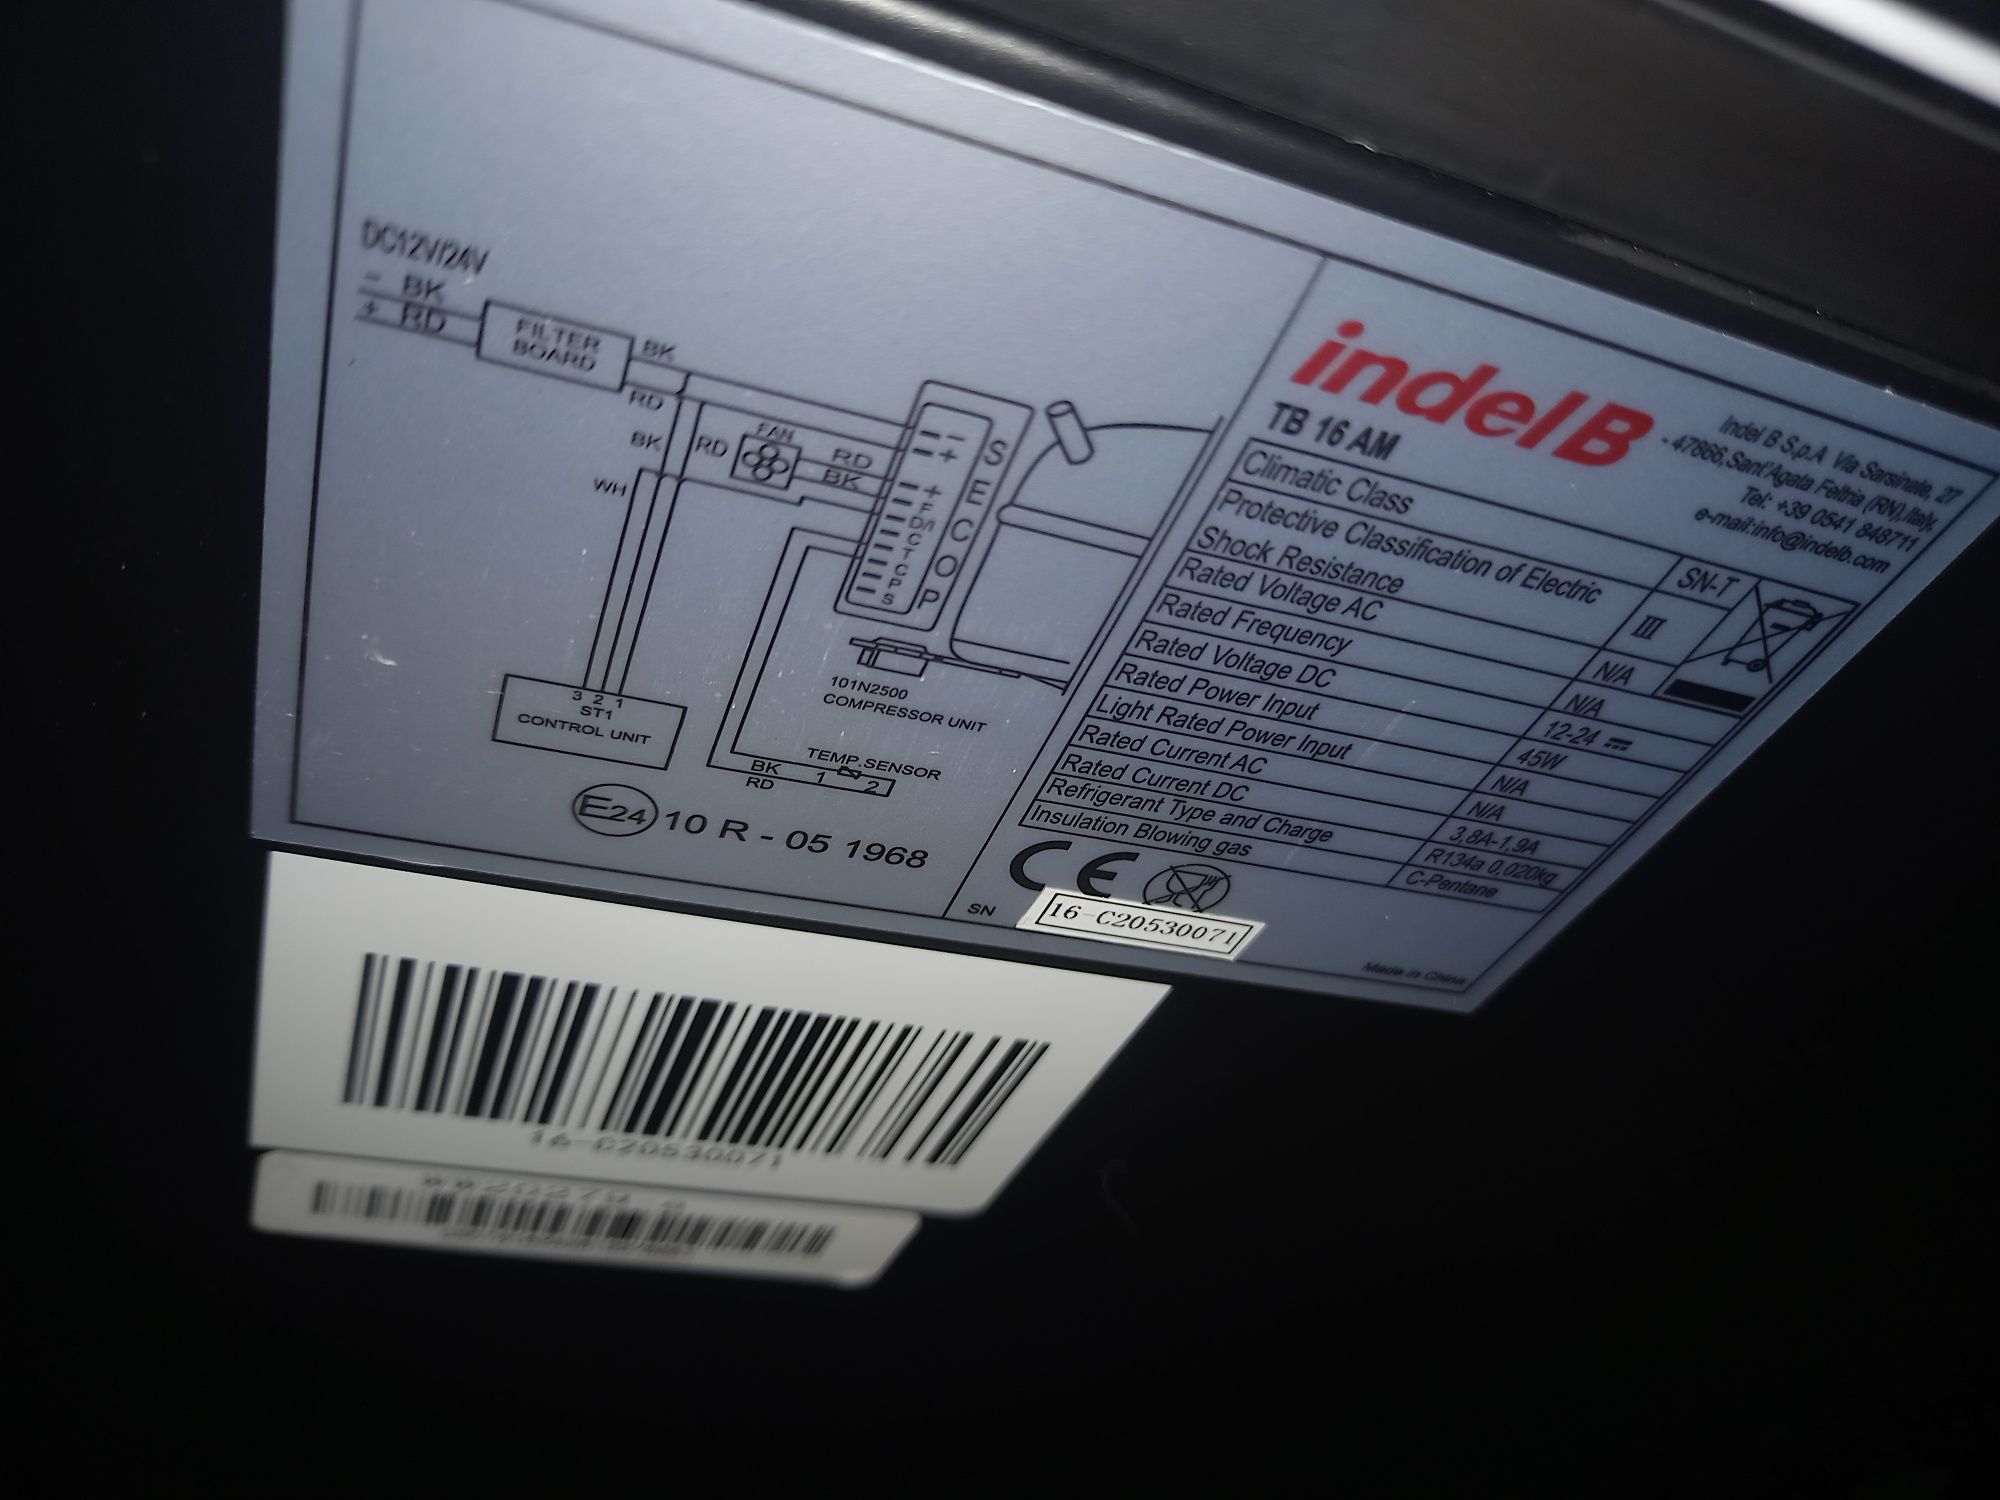 DC12V/24V
- BK
+ RD
FILTER
BOARD
BK
RD
BK
RD
FAN
RD
BK
WH
- -
- +
- +
- F
- D/I
- C
- T
- C
- P
- S
SECOP
101N2500
COMPRESSOR UNIT
3 2 1
ST1
CONTROL UNIT
TEMP.SENSOR
BK 1 2
RD
E24 10 R - 05 1968
indelB
Indel B S.p.A Via Sarsinate, 27
- 47866,Sant'Agata Feltria (RN),Italy,
Tel: +39 0541 848711
e-mail:info@indelb.com
TB 16 AM
Climatic Class SN-T
Protective Classification of Electric
Shock Resistance III
Rated Voltage AC N/A
Rated Frequency N/A
Rated Voltage DC 12-24 ⎓
Rated Power Input 45W
Light Rated Power Input N/A
Rated Current AC N/A
Rated Current DC 3,8A-1,9A
Refrigerant Type and Charge R134a 0,020kg
Insulation Blowing gas C-Pentane
CE
SN 16-C20530071
Made in China
16-C20530071